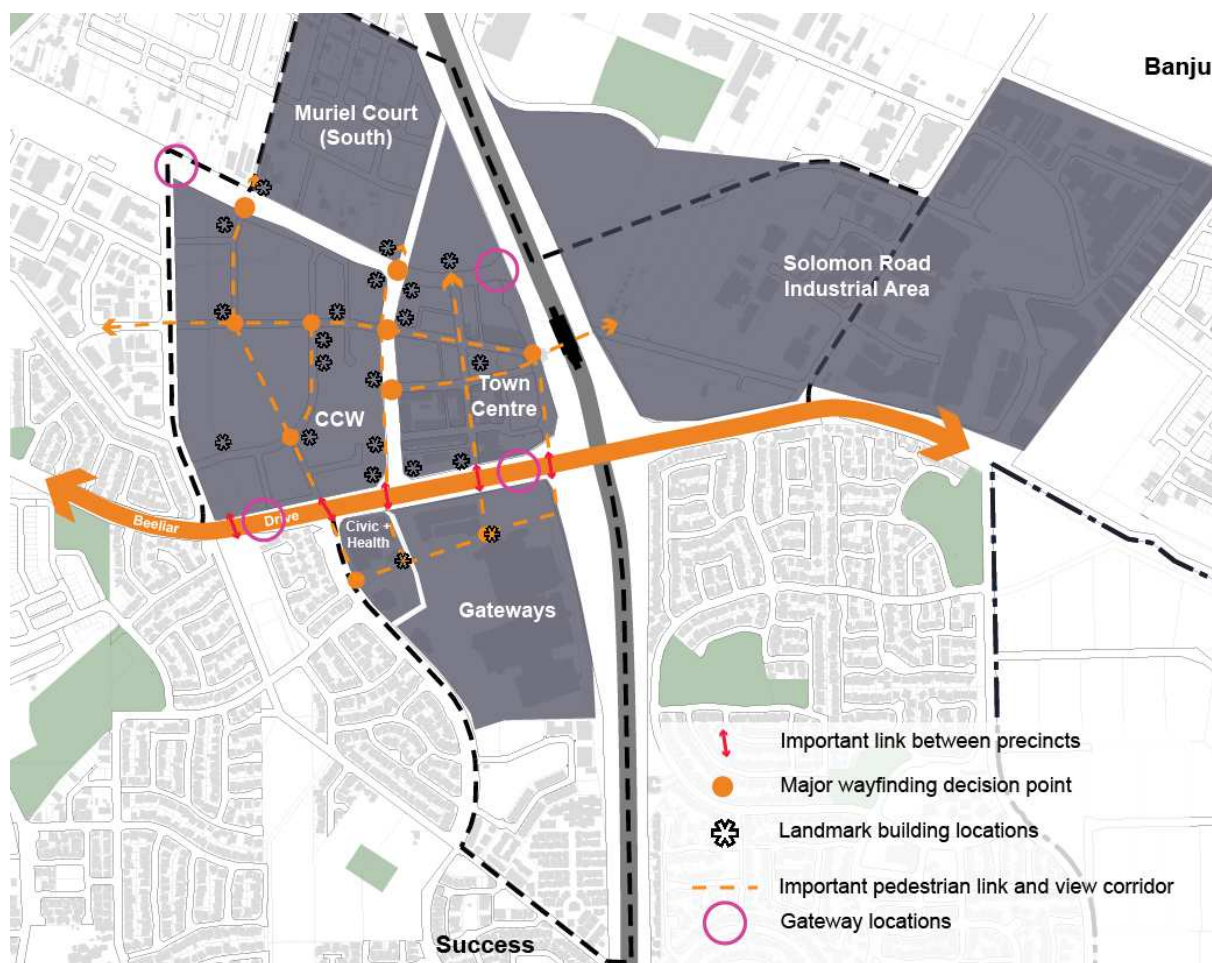 Banju
Muriel Court
(South)
Solomon Road
Industrial Area
Town
Centre
CCW
Beeliar
Drive
Civic +
Health
Gateways
Important link between precincts
Major wayfinding decision point
Landmark building locations
Important pedestrian link and view corridor
Gateway locations
Success